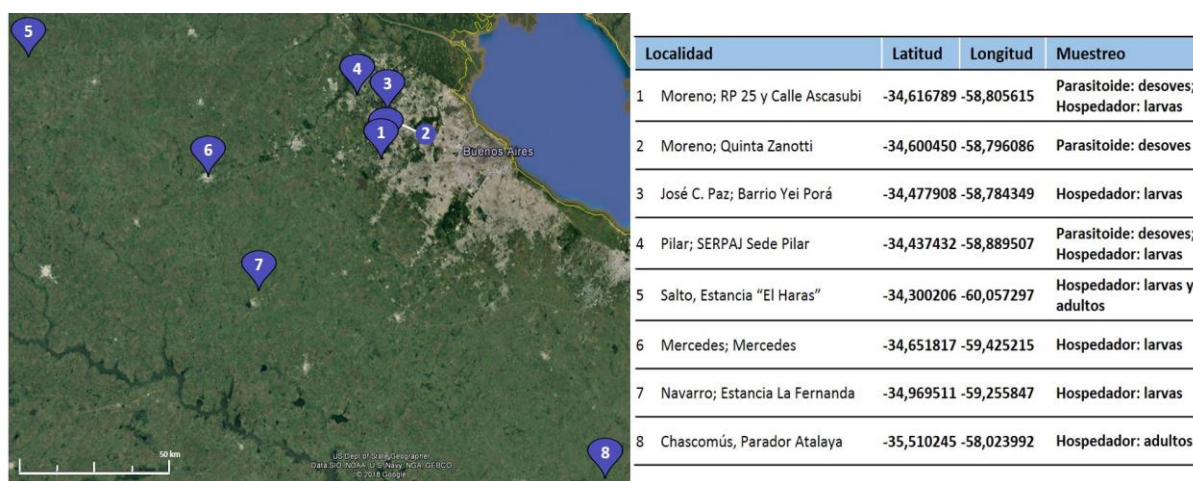 5
4
3
2
1
Buenos Aires
6
7
8
50 km
US Dept of State Geographer
Data SIO, NOAA, U.S. Navy, NGA, GEBCO
© 2018 Google
Localidad Latitud Longitud Muestreo
1 Moreno; RP 25 y Calle Ascasubi -34,616789 -58,805615 Parasitoide: desoves;
Hospedador: larvas
2 Moreno; Quinta Zanotti -34,600450 -58,796086 Parasitoide: desoves
3 José C. Paz; Barrio Yei Porá -34,477908 -58,784349 Hospedador: larvas
4 Pilar; SERPAJ Sede Pilar -34,437432 -58,889507 Parasitoide: desoves;
Hospedador: larvas
5 Salto, Estancia “El Haras” -34,300206 -60,057297 Hospedador: larvas y
adultos
6 Mercedes; Mercedes -34,651817 -59,425215 Hospedador: larvas
7 Navarro; Estancia La Fernanda -34,969511 -59,255847 Hospedador: larvas
8 Chascomús, Parador Atalaya -35,510245 -58,023992 Hospedador: adultos